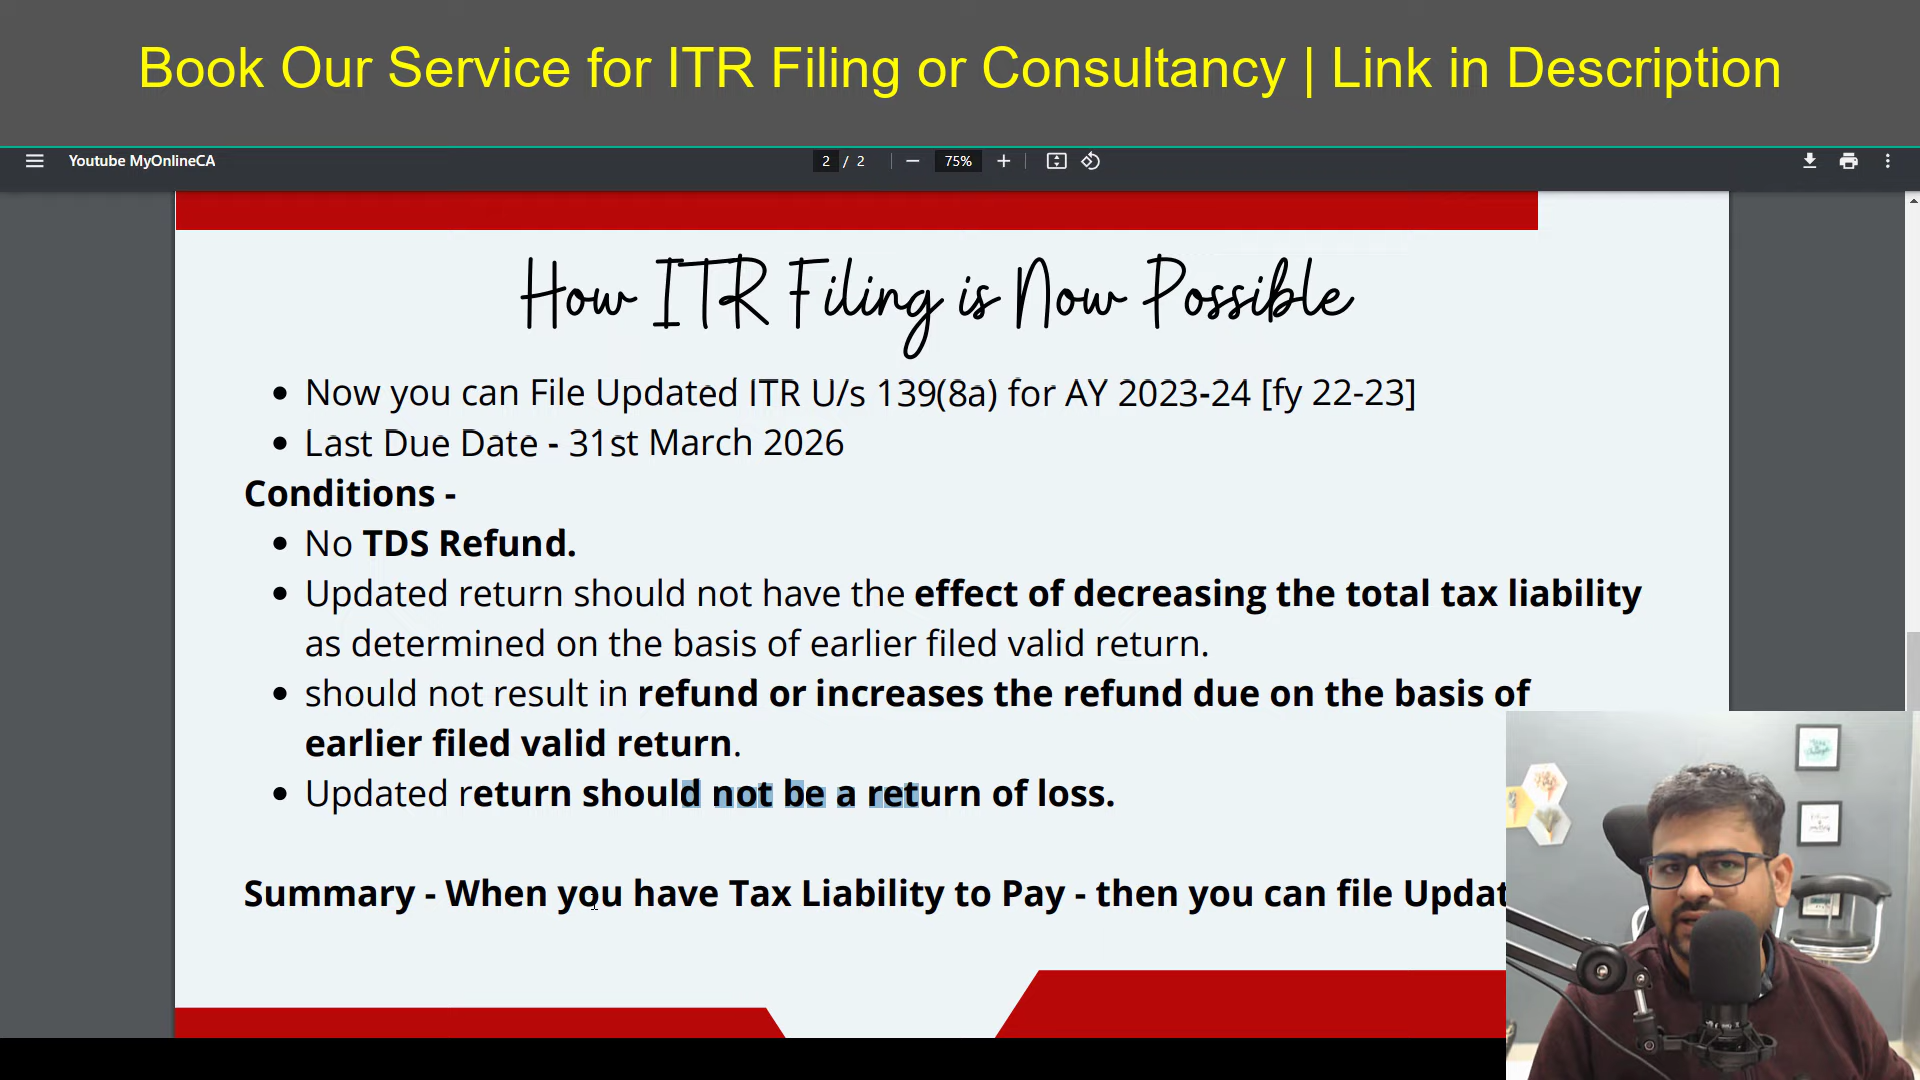 Book Our Service for ITR Filing or Consultancy | Link in Description
Youtube MyOnlineCA
2 / 2
75%
How ITR Filing is Now Possible
Now you can File Updated ITR U/s 139(8a) for AY 2023-24 [fy 22-23]
Last Due Date - 31st March 2026
Conditions -
No TDS Refund.
Updated return should not have the effect of decreasing the total tax liability
as determined on the basis of earlier filed valid return.
should not result in refund or increases the refund due on the basis of
earlier filed valid return.
Updated return should not be a return of loss.
Summary - When you have Tax Liability to Pay - then you can file Updat